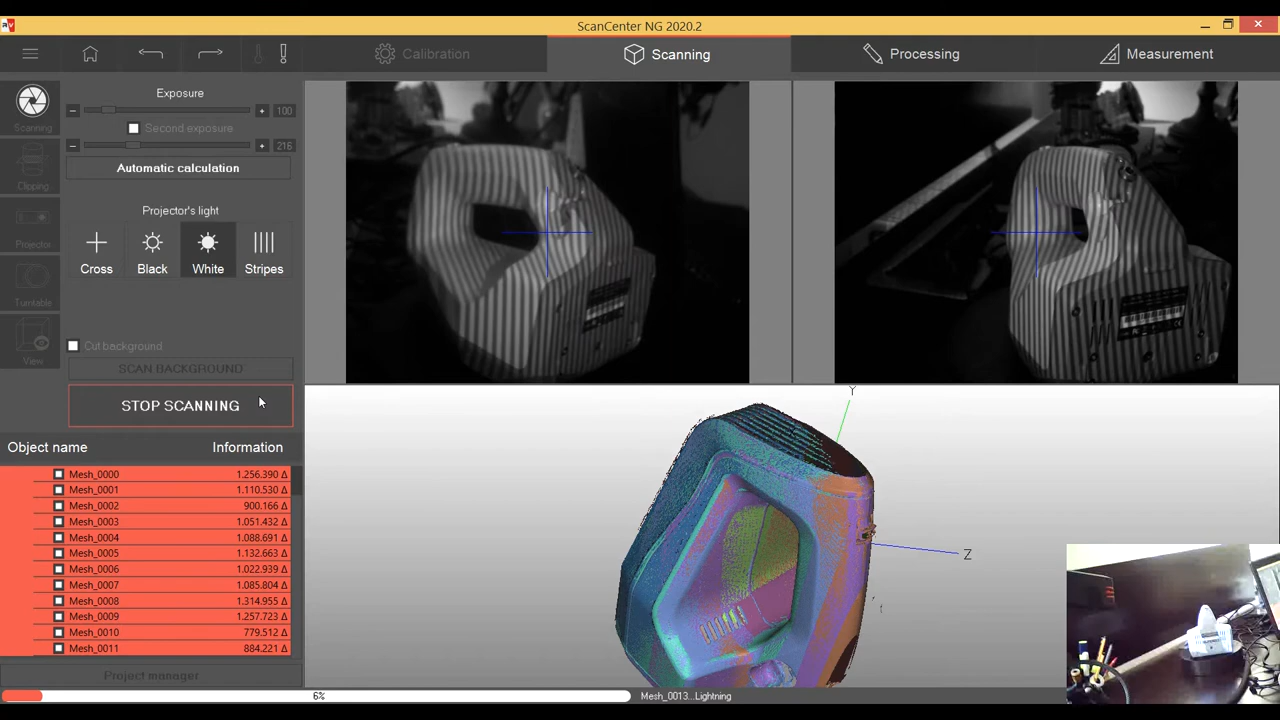 ScanCenter NG 2020.2
Calibration
Scanning
Processing
Measurement
Scanning
Clipping
Projector
Turntable
View
Exposure
100
Second exposure
216
Automatic calculation
Projector's light
Cross Black White Stripes
Cut background
SCAN BACKGROUND
STOP SCANNING
Object name Information
Mesh_0000 1.256.390 Δ
Mesh_0001 1.110.530 Δ
Mesh_0002 900.166 Δ
Mesh_0003 1.051.432 Δ
Mesh_0004 1.088.691 Δ
Mesh_0005 1.132.663 Δ
Mesh_0006 1.022.939 Δ
Mesh_0007 1.085.804 Δ
Mesh_0008 1.314.955 Δ
Mesh_0009 1.257.723 Δ
Mesh_0010 779.512 Δ
Mesh_0011 884.221 Δ
Project manager
6%
Mesh_0013...Lightning
Y
Z